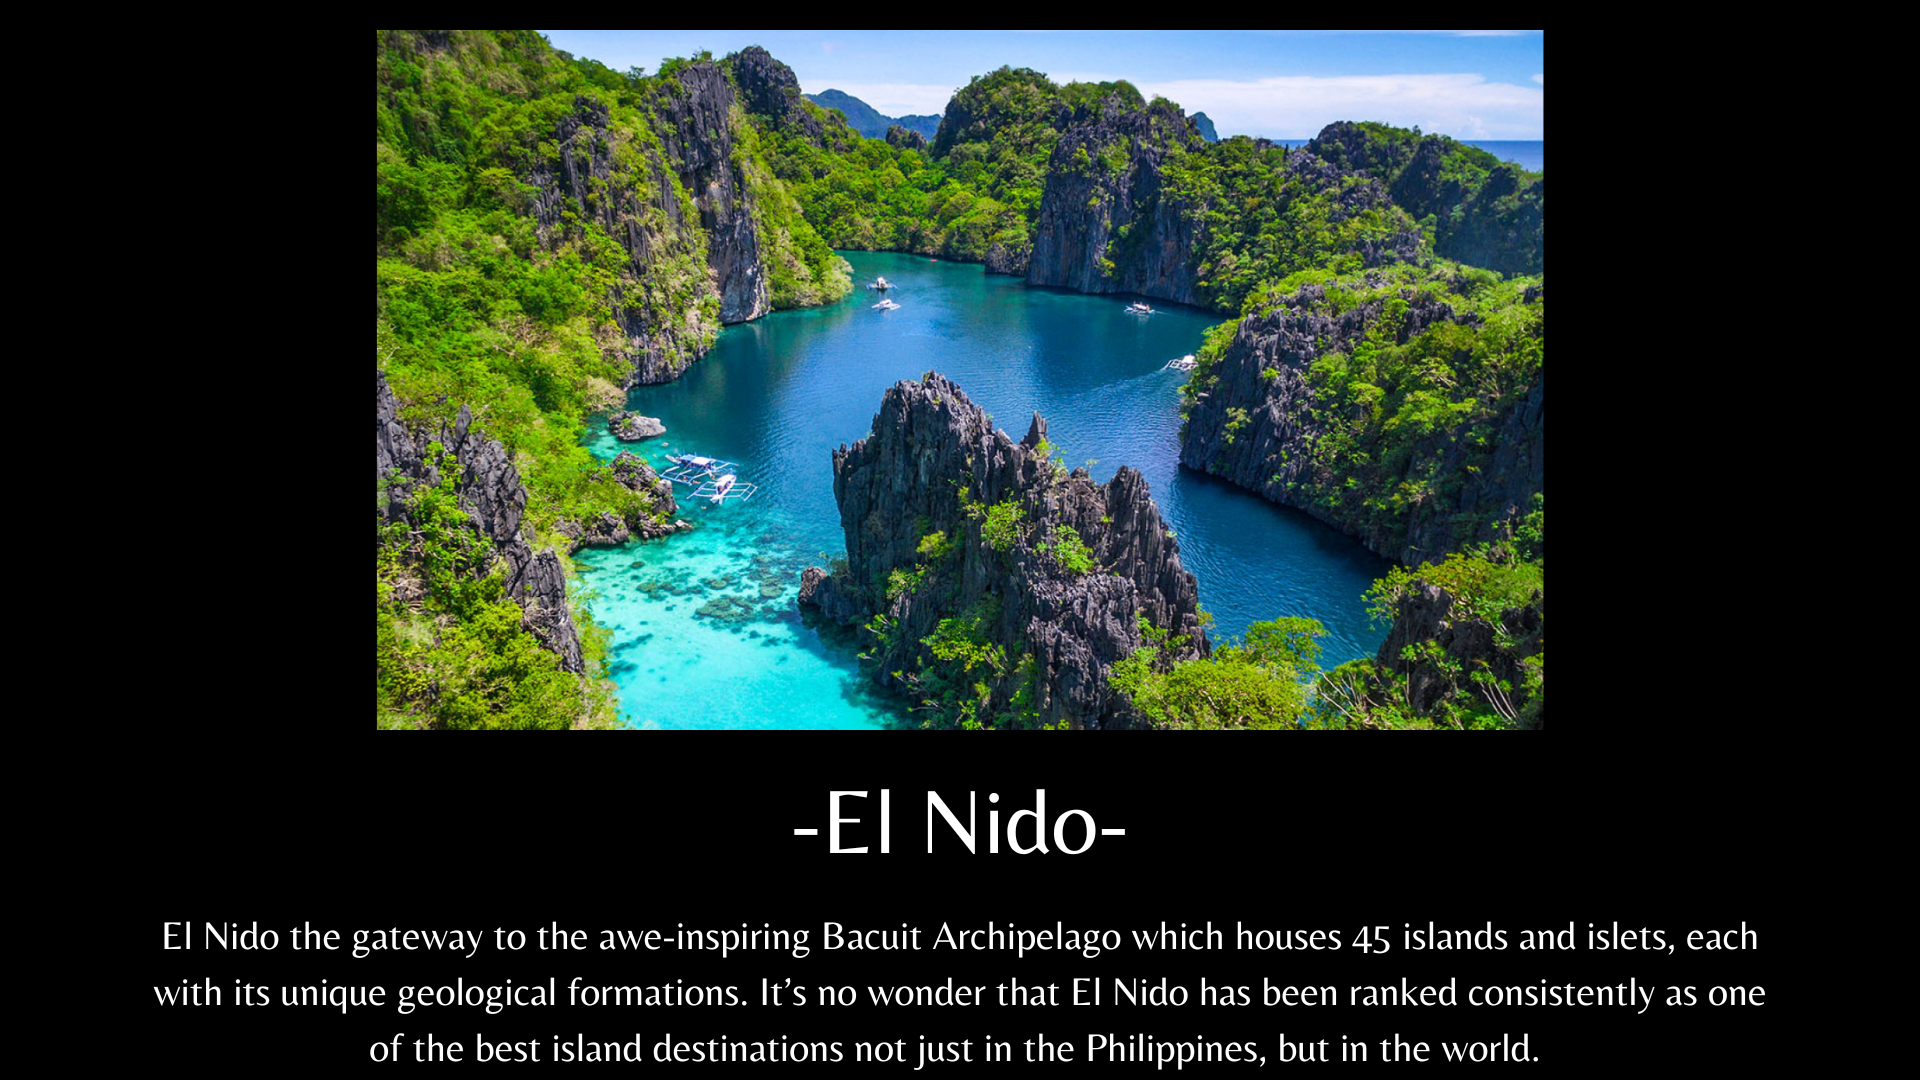 -El Nido-
El Nido the gateway to the awe-inspiring Bacuit Archipelago which houses 45 islands and islets, each
with its unique geological formations. It’s no wonder that El Nido has been ranked consistently as one
of the best island destinations not just in the Philippines, but in the world.